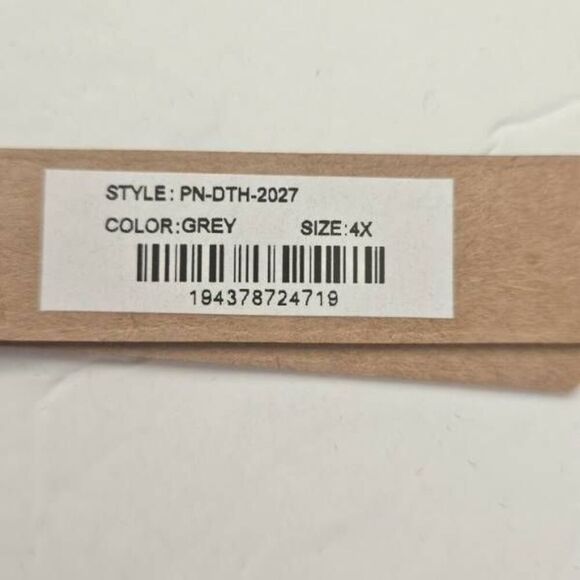 STYLE: PN-DTH-2027
COLOR:GREY SIZE:4X
194378724719